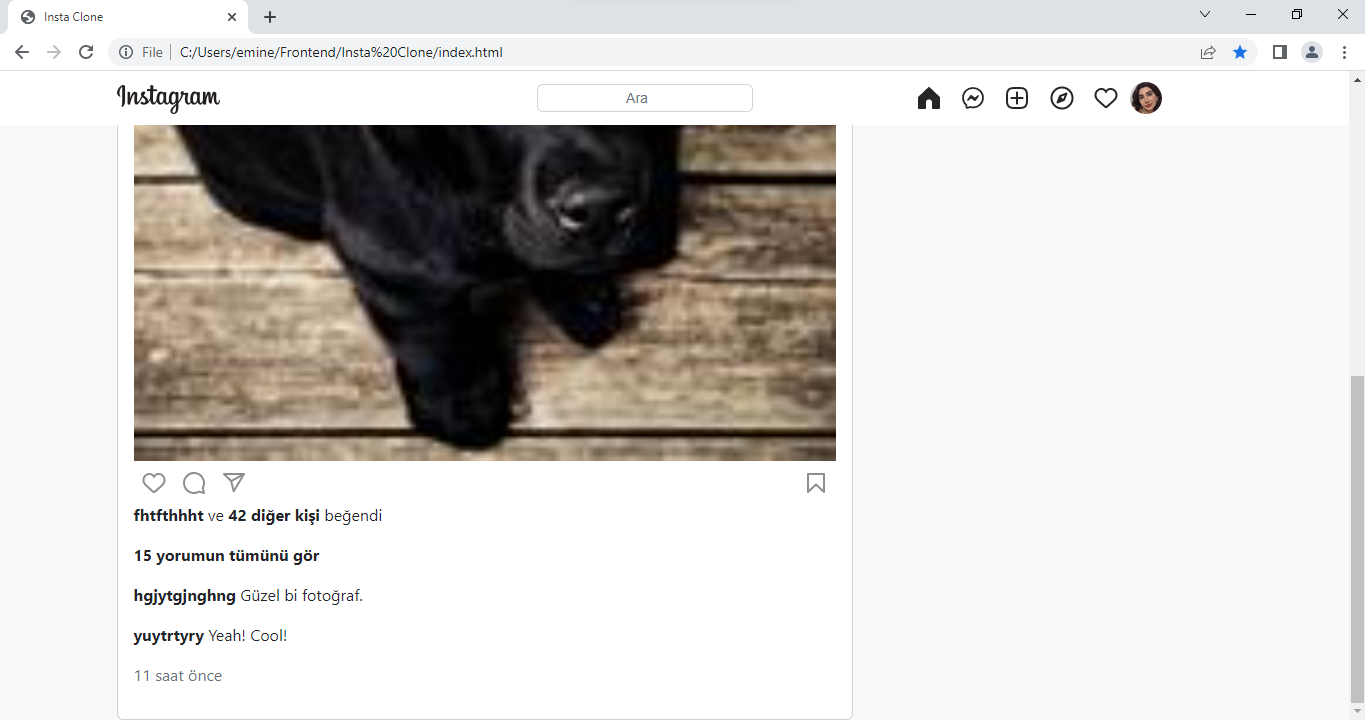 Insta Clone
File C:/Users/emine/Frontend/Insta%20Clone/index.html
Instagram Ara
fhtfthhht ve 42 diğer kişi beğendi
15 yorumun tümünü gör
hgjytgjnghng Güzel bi fotoğraf.
yuytrtyry Yeah! Cool!
11 saat önce